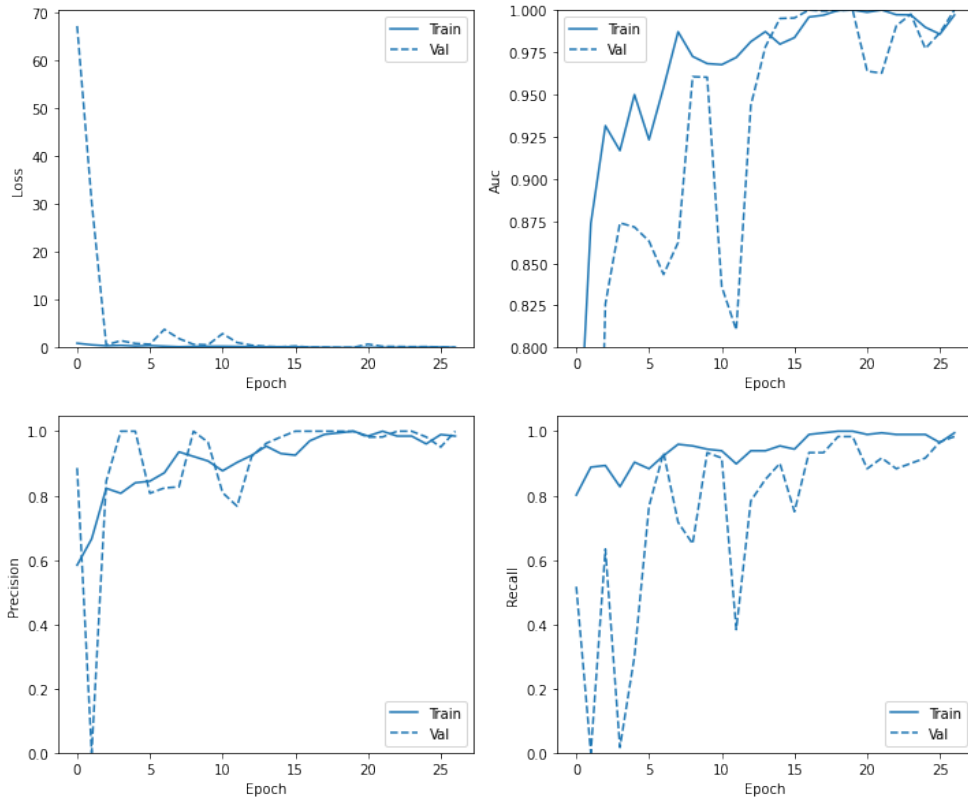 70
60
50
40
30
20
10
0
Loss
Train
Val
0 5 10 15 20 25
Epoch
1.000
0.975
0.950
0.925
0.900
0.875
0.850
0.825
0.800
Auc
Train
Val
0 5 10 15 20 25
Epoch
1.0
0.8
0.6
0.4
0.2
0.0
Precision
Train
Val
0 5 10 15 20 25
Epoch
1.0
0.8
0.6
0.4
0.2
0.0
Recall
Train
Val
0 5 10 15 20 25
Epoch